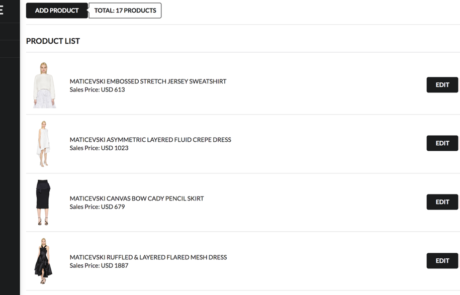 ADD PRODUCT
TOTAL: 17 PRODUCTS
PRODUCT LIST
MATICEVSKI EMBOSSED STRETCH JERSEY SWEATSHIRT
Sales Price: USD 613
EDIT
MATICEVSKI ASYMMETRIC LAYERED FLUID CREPE DRESS
Sales Price: USD 1023
EDIT
MATICEVSKI CANVAS BOW CADY PENCIL SKIRT
Sales Price: USD 679
EDIT
MATICEVSKI RUFFLED & LAYERED FLARED MESH DRESS
Sales Price: USD 1887
EDIT